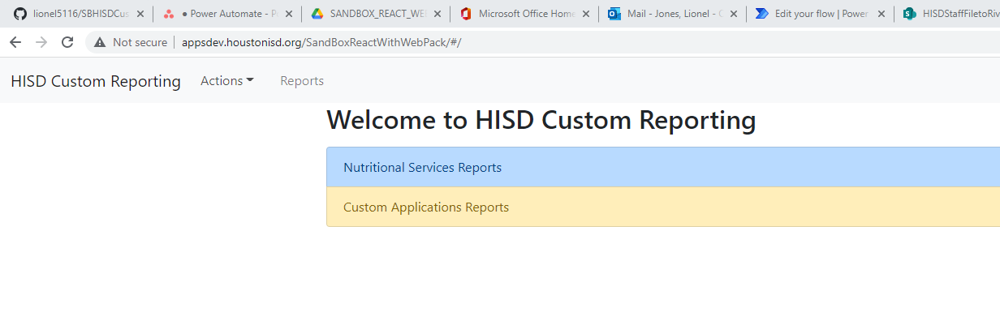 lionel5116/SBHISDCus
• Power Automate - P
SANDBOX_REACT_WE
Microsoft Office Home
Mail - Jones, Lionel -
Edit your flow | Power
HISDStaffFiletoRiv
Not secure | appsdev.houstonisd.org/SandBoxReactWithWebPack/#/
HISD Custom Reporting Actions Reports
Welcome to HISD Custom Reporting
Nutritional Services Reports
Custom Applications Reports